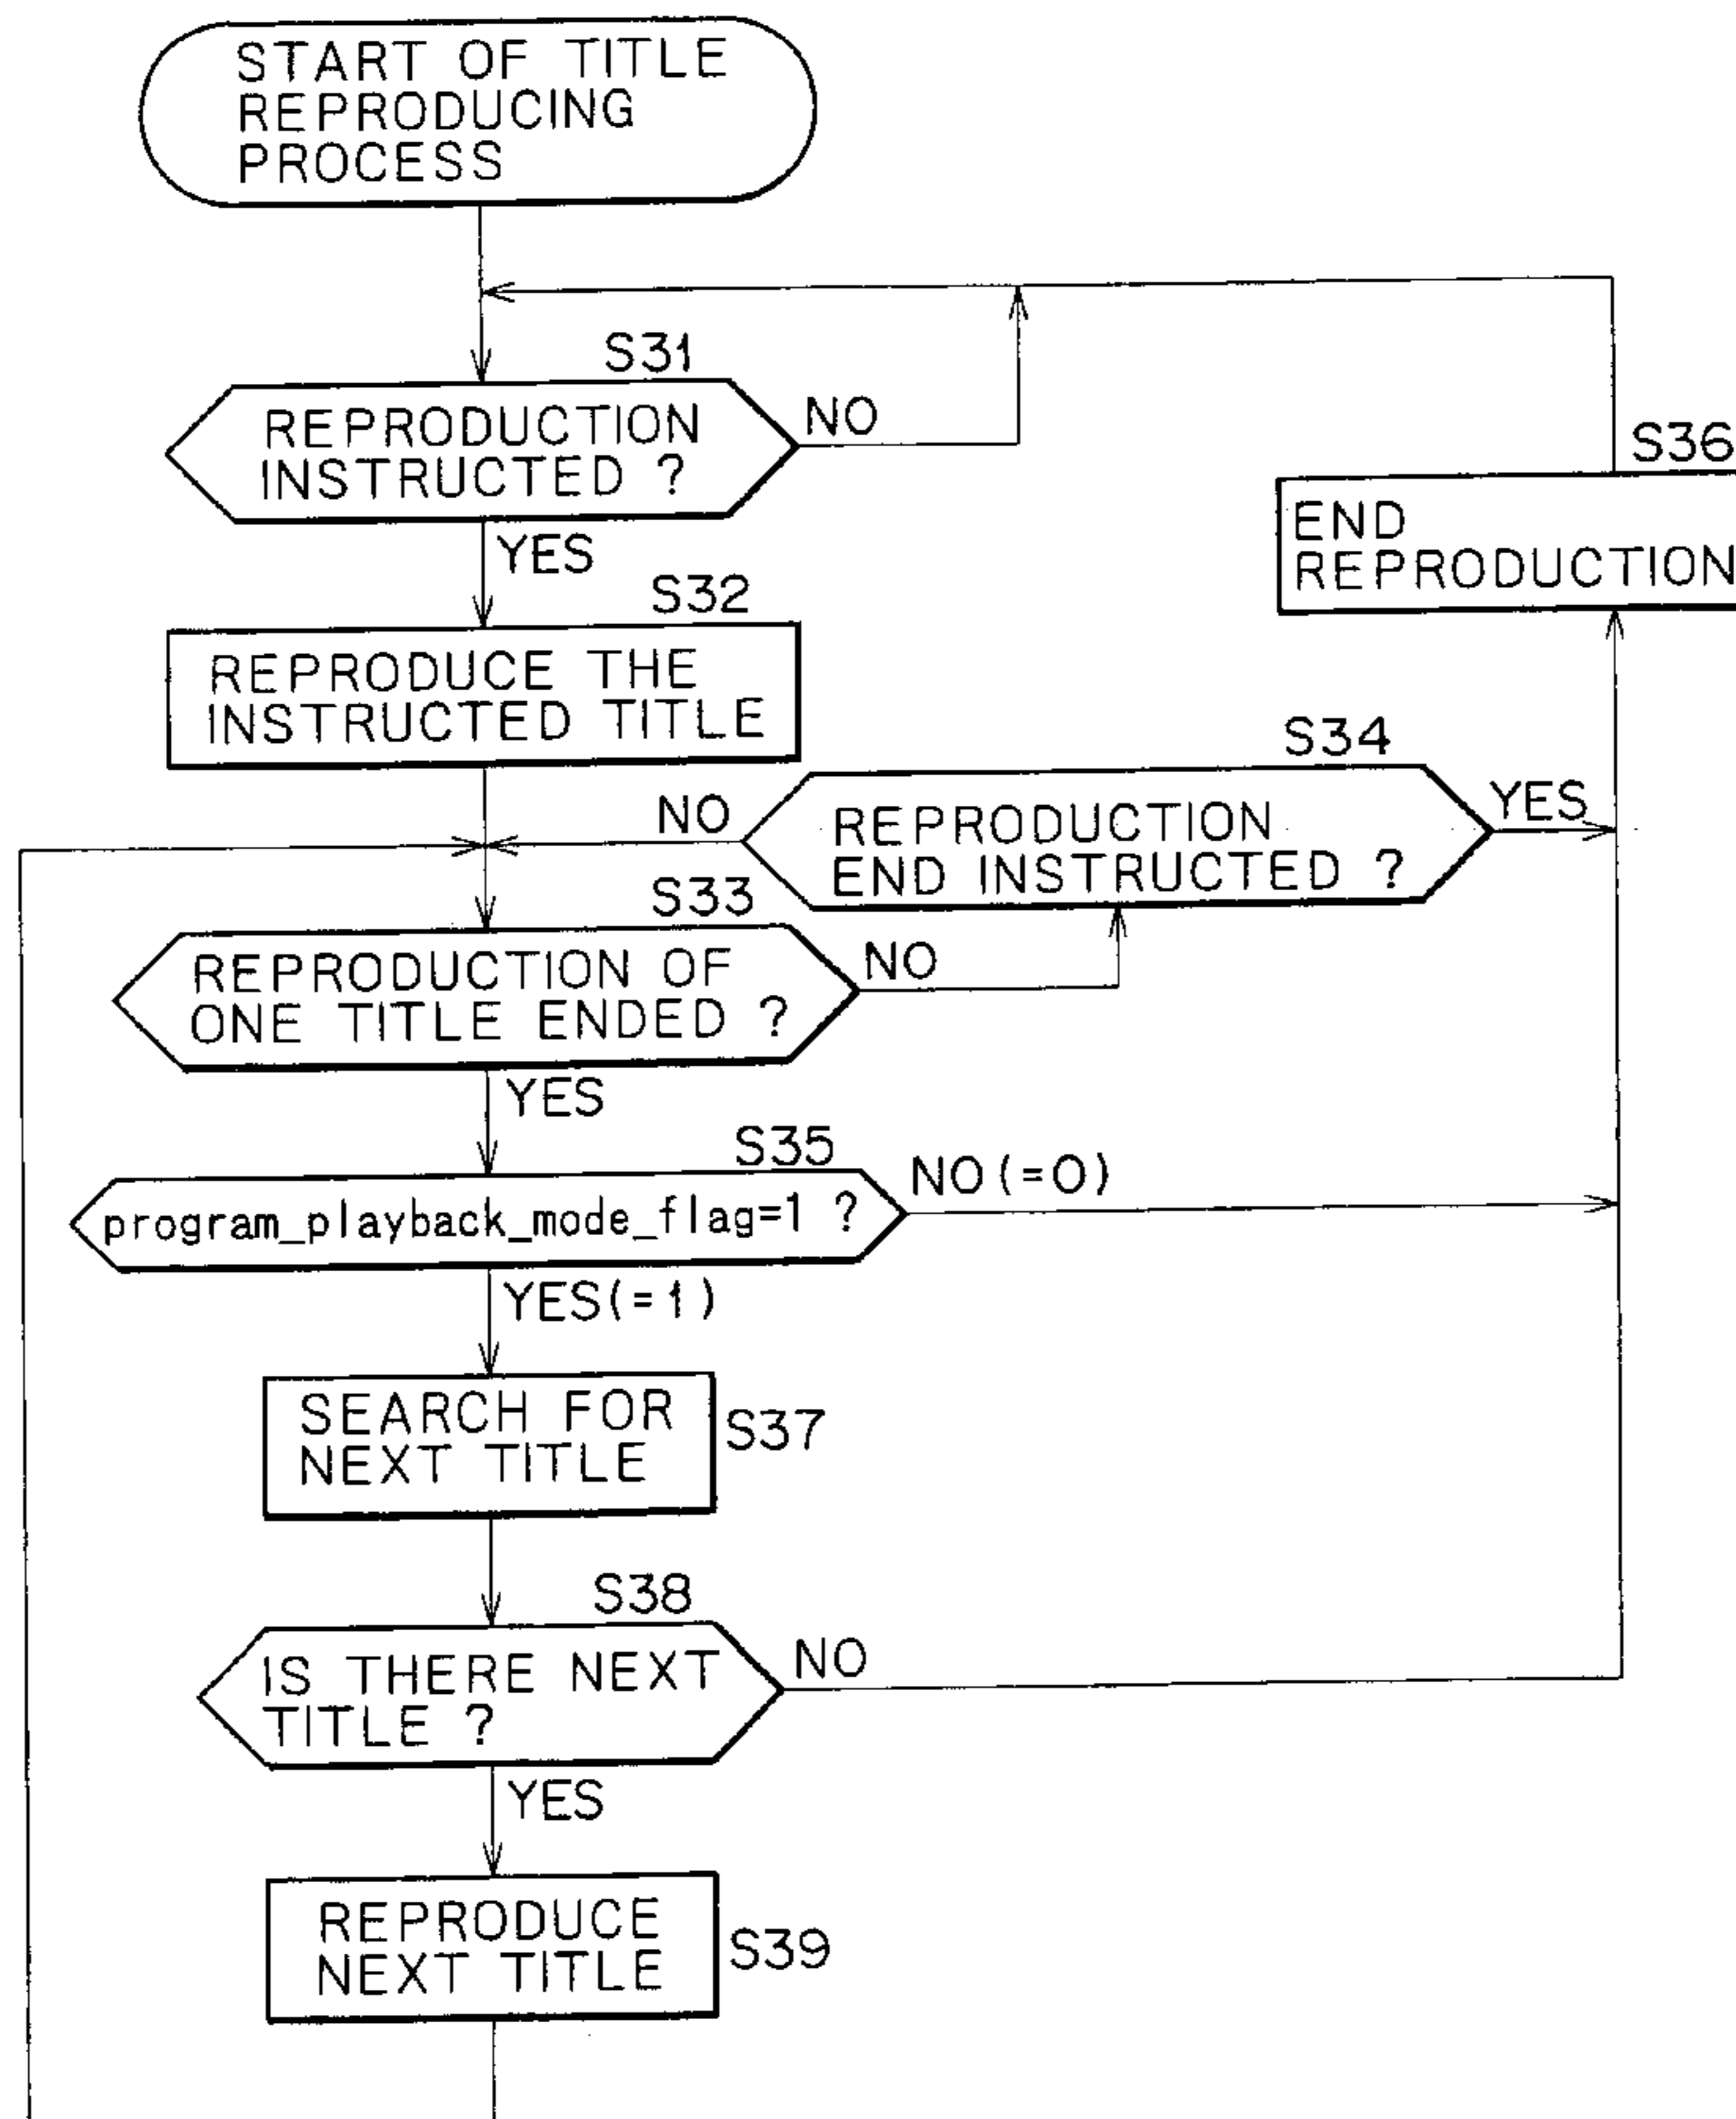 START OF TITLE
REPRODUCING
PROCESS
S31
REPRODUCTION
INSTRUCTED ?
NO
YES
S36
END
REPRODUCTION
S32
REPRODUCE THE
INSTRUCTED TITLE
S34
REPRODUCTION
END INSTRUCTED ?
NO
YES
S33
REPRODUCTION OF
ONE TITLE ENDED ?
NO
YES
S35
program_playback_mode_flag=1 ?
NO(=0)
YES(=1)
SEARCH FOR
NEXT TITLE
S37
S38
IS THERE NEXT
TITLE ?
NO
YES
REPRODUCE
NEXT TITLE
S39